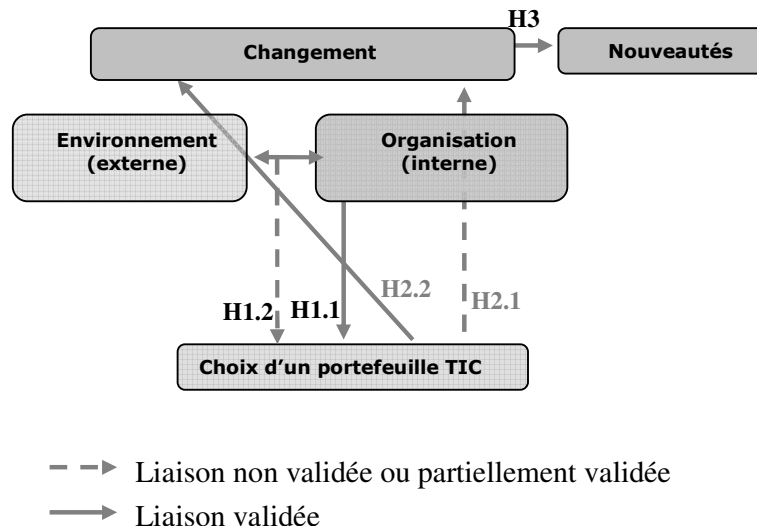 H3
Changement
Nouveautés
Environnement
(externe)
Organisation
(interne)
H2.2
H2.1
H1.2
H1.1
Choix d'un portefeuille TIC
Liaison non validée ou partiellement validée
Liaison validée